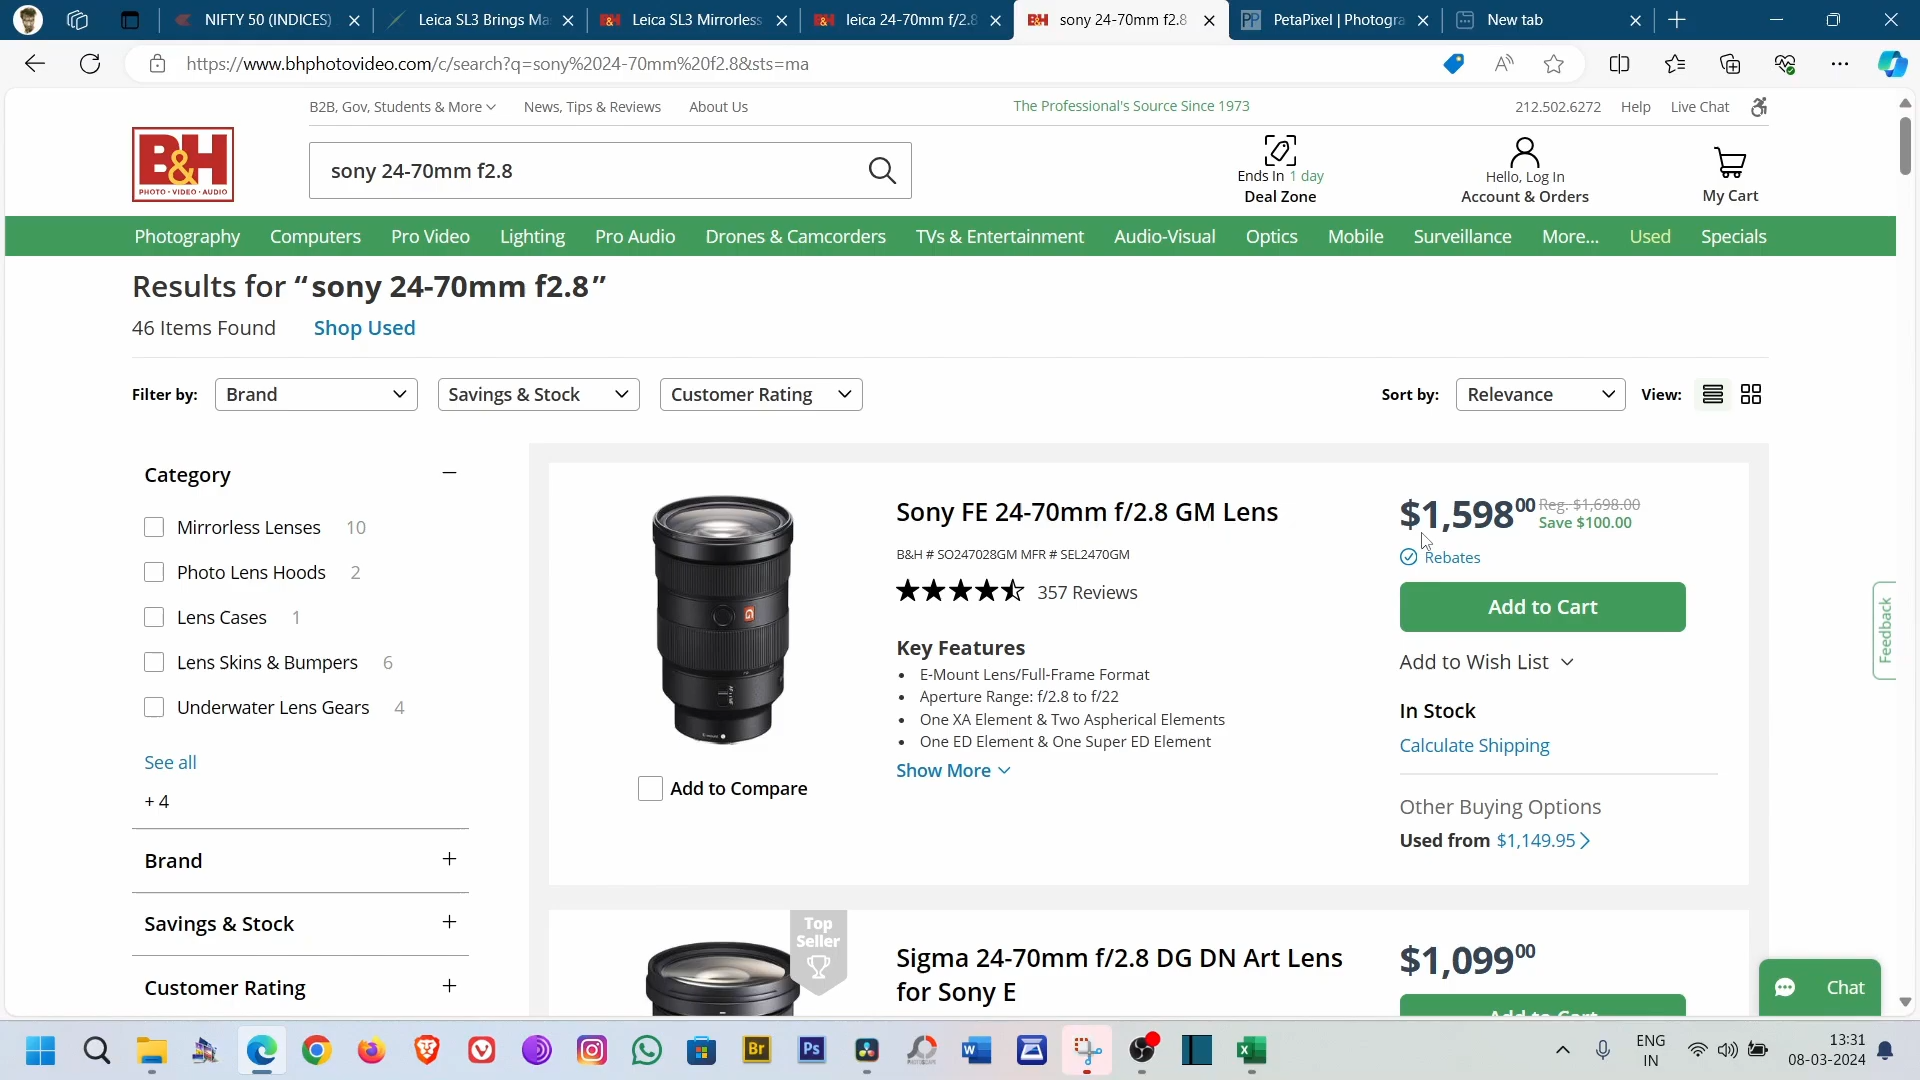 NIFTY 50 (INDICES)
Leica SL3 Brings Ma
Leica SL3 Mirrorless
leica 24-70mm f/2.8
sony 24-70mm f2.8
PetaPixel | Photogra
New tab
https://www.bhphotovideo.com/c/search?q=sony%2024-70mm%20f2.8&sts=ma
B2B, Gov, Students & More
News, Tips & Reviews
About Us
The Professional's Source Since 1973
212.502.6272
Help
Live Chat
B&H
PHOTO · VIDEO · AUDIO
sony 24-70mm f2.8
Ends In 1 day
Deal Zone
Hello, Log In
Account & Orders
My Cart
Photography
Computers
Pro Video
Lighting
Pro Audio
Drones & Camcorders
TVs & Entertainment
Audio-Visual
Optics
Mobile
Surveillance
More...
Used
Specials
Results for “sony 24-70mm f2.8”
46 Items Found
Shop Used
Filter by:
Brand
Savings & Stock
Customer Rating
Sort by:
Relevance
View:
Category
Mirrorless Lenses 10
Photo Lens Hoods 2
Lens Cases 1
Lens Skins & Bumpers 6
Underwater Lens Gears 4
See all
+ 4
Brand
Savings & Stock
Customer Rating
Add to Compare
Sony FE 24-70mm f/2.8 GM Lens
B&H # SO247028GM MFR # SEL2470GM
357 Reviews
Key Features
E-Mount Lens/Full-Frame Format
Aperture Range: f/2.8 to f/22
One XA Element & Two Aspherical Elements
One ED Element & One Super ED Element
Show More
$1,598.00 Reg. $1,698.00
Save $100.00
Rebates
Add to Cart
Add to Wish List
In Stock
Calculate Shipping
Other Buying Options
Used from $1,149.95
Feedback
Top
Seller
Sigma 24-70mm f/2.8 DG DN Art Lens
for Sony E
$1,099.00
Add to Cart
Chat
ENG
IN
13:31
08-03-2024